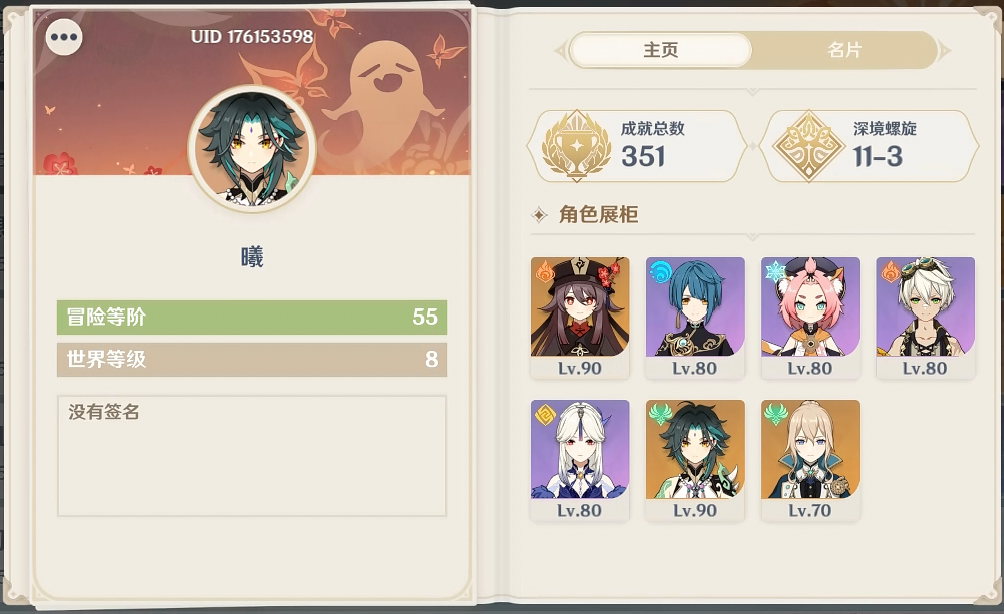 UID 176153598
曦
冒险等阶 55
世界等级 8
没有签名
主页 名片
成就总数
351
深境螺旋
11-3
角色展柜
Lv.90 Lv.80 Lv.80 Lv.80
Lv.80 Lv.90 Lv.70